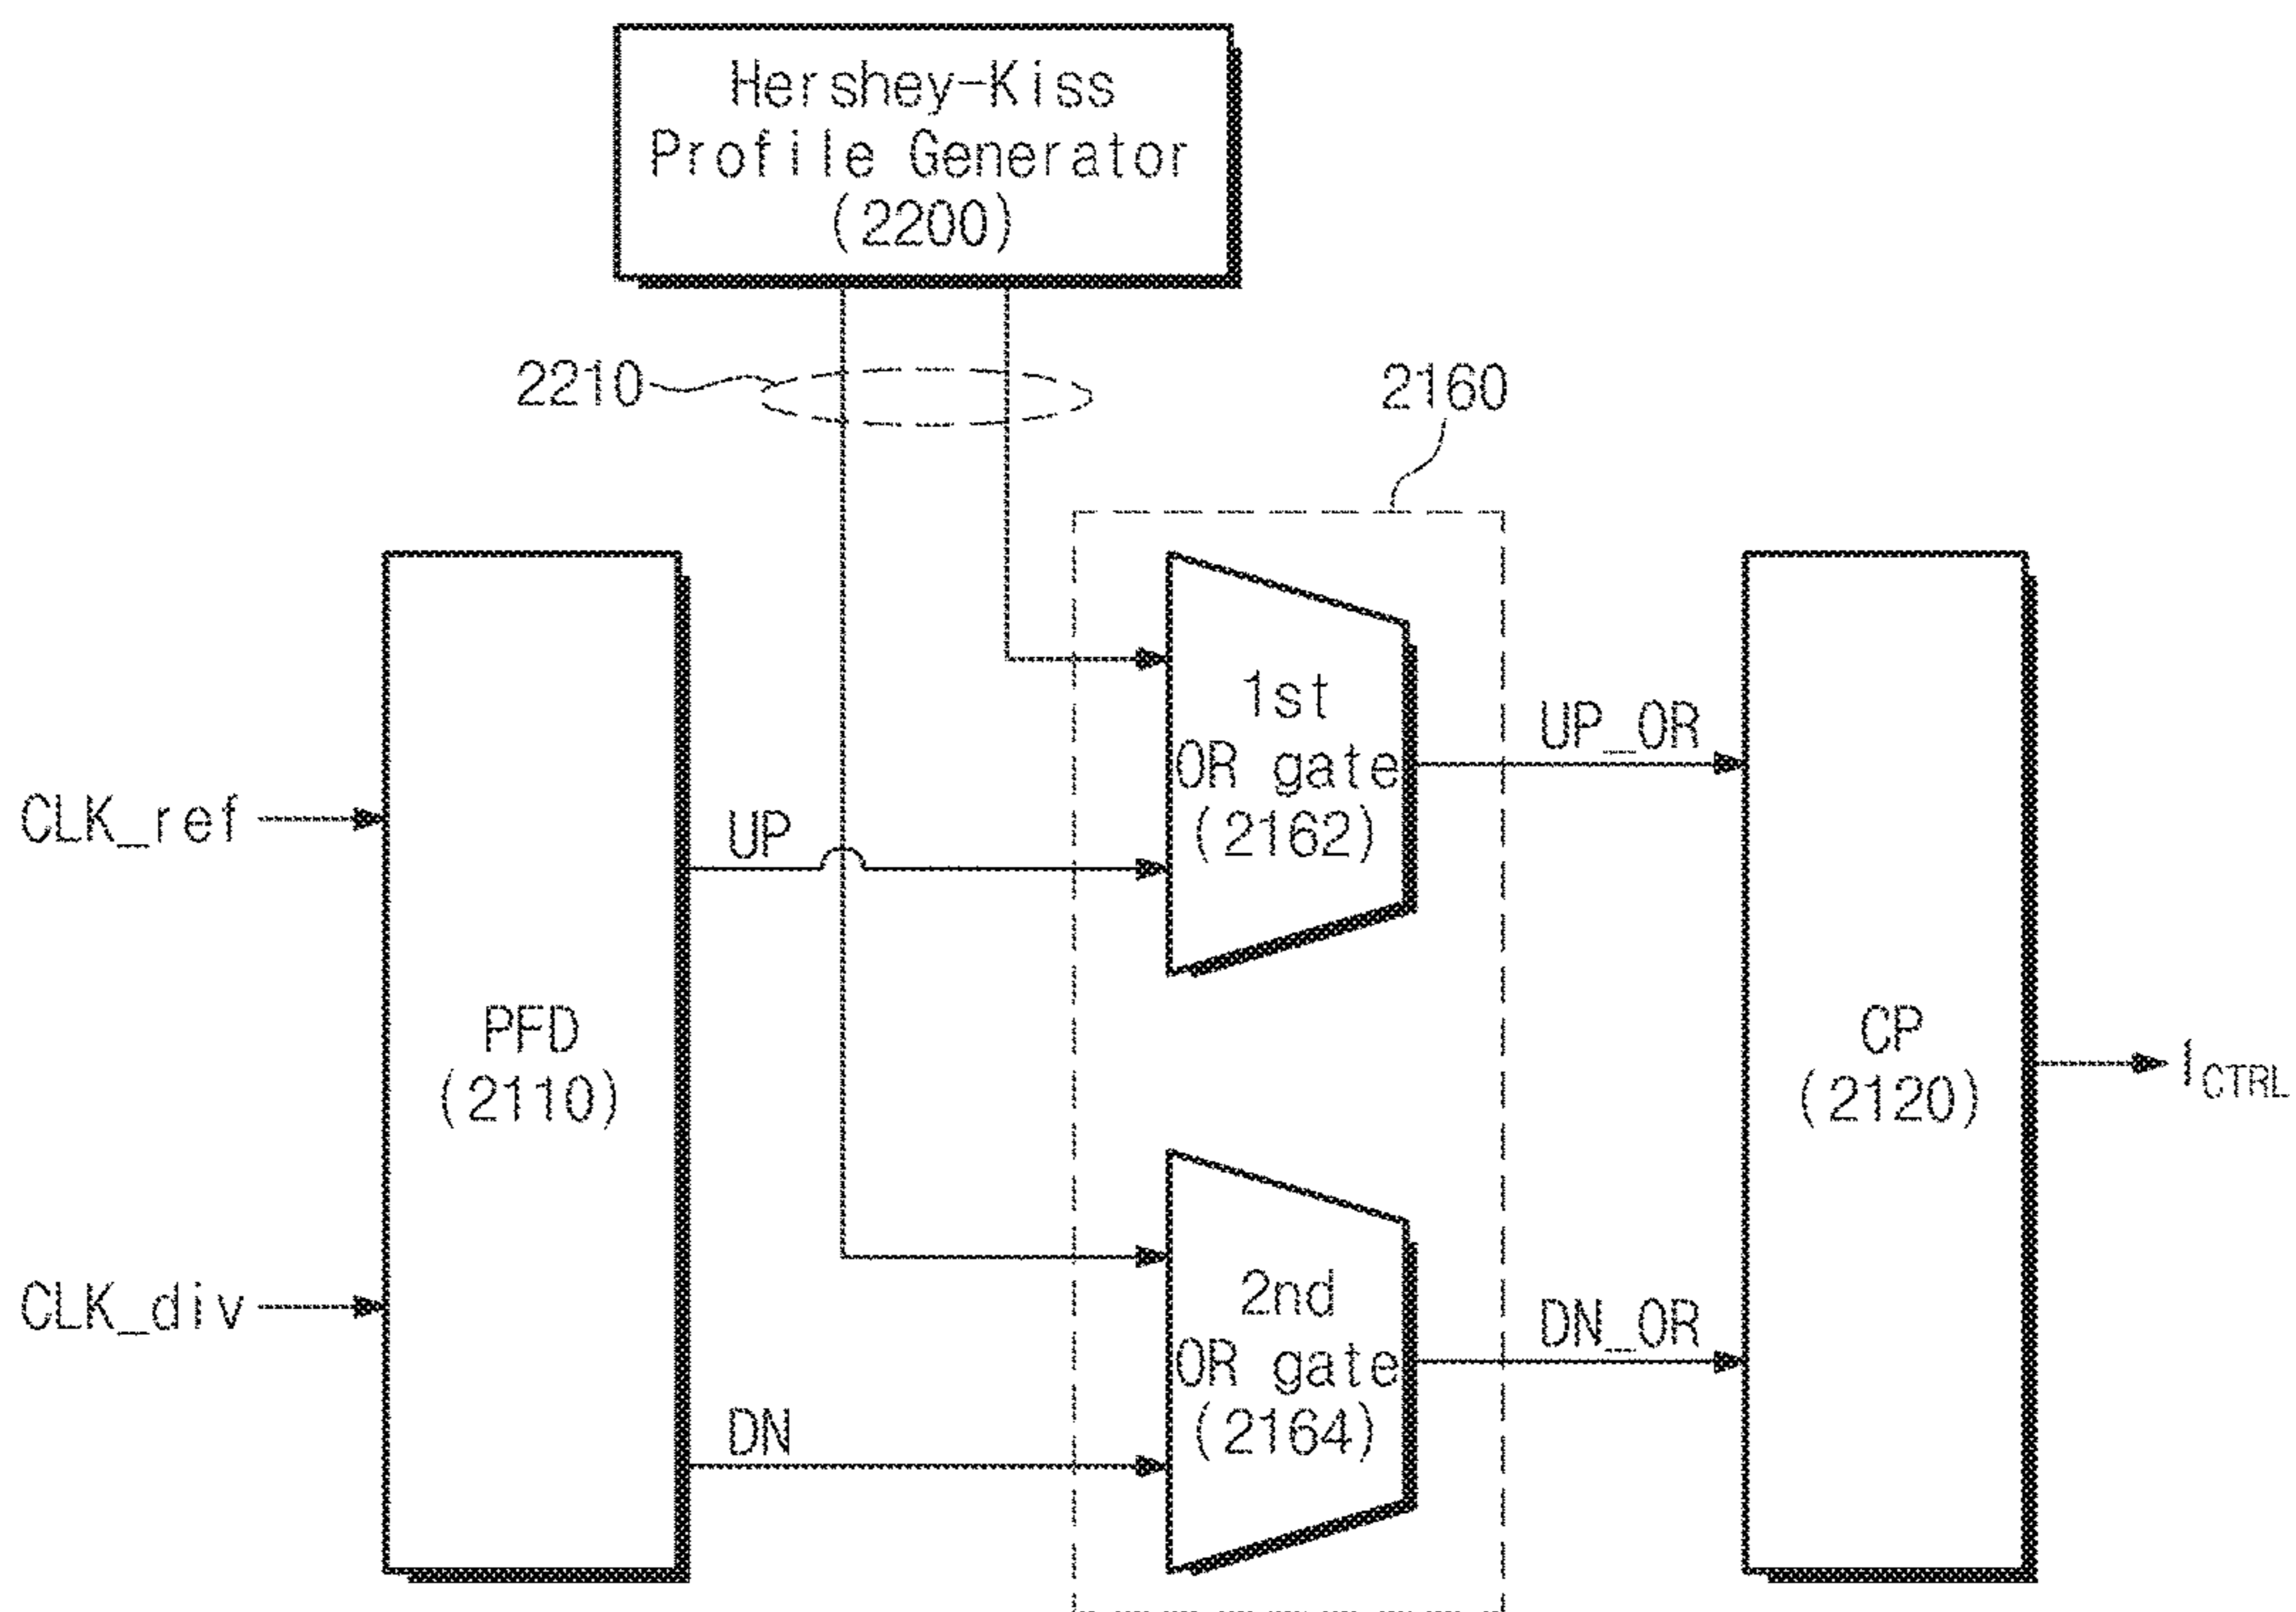 Hershey-Kiss
Profile Generator
(2200)
2210
2160
1st
OR gate
(2162)
UP_OR
CLK_ref
UP
PFD
(2110)
CP
(2120)
I_CTRL
CLK_div
2nd
OR gate
(2164)
DN_OR
DN